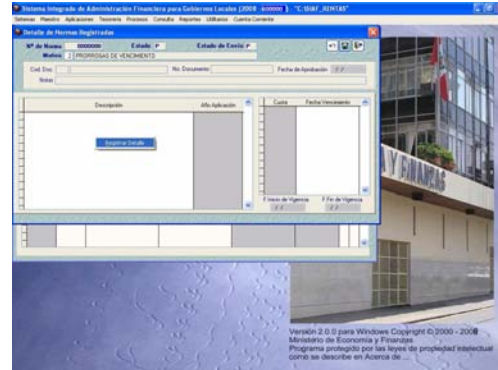 Sistema Integrado de Administración Financiera para Gobiernos Locales (2008 - 000000) "C:\SIAF_RENTAS"
Sistemas Maestro Aplicaciones Tesorería Procesos Consulta Reportes Utilitarios Cuenta Corriente
Detalle de Normas Registradas
Nº de Norma 0000000 Estado P Estado de Envío P
Motivo 2 PRORROGAS DE VENCIMIENTO
Cod. Doc. No. Documento Fecha de Aprobación / /
Notas
Descripción Año Aplicación Cuota Fecha Vencimiento
Registrar Detalle
F.Inicio de Vigencia F.Fin de Vigencia
/ / / /
Y FINANZAS
Versión 2.0.0 para Windows Copyright © 2000 - 2008
Ministerio de Economía y Finanzas
Programa protegido por las leyes de propiedad intelectual
como se describe en Acerca de ...